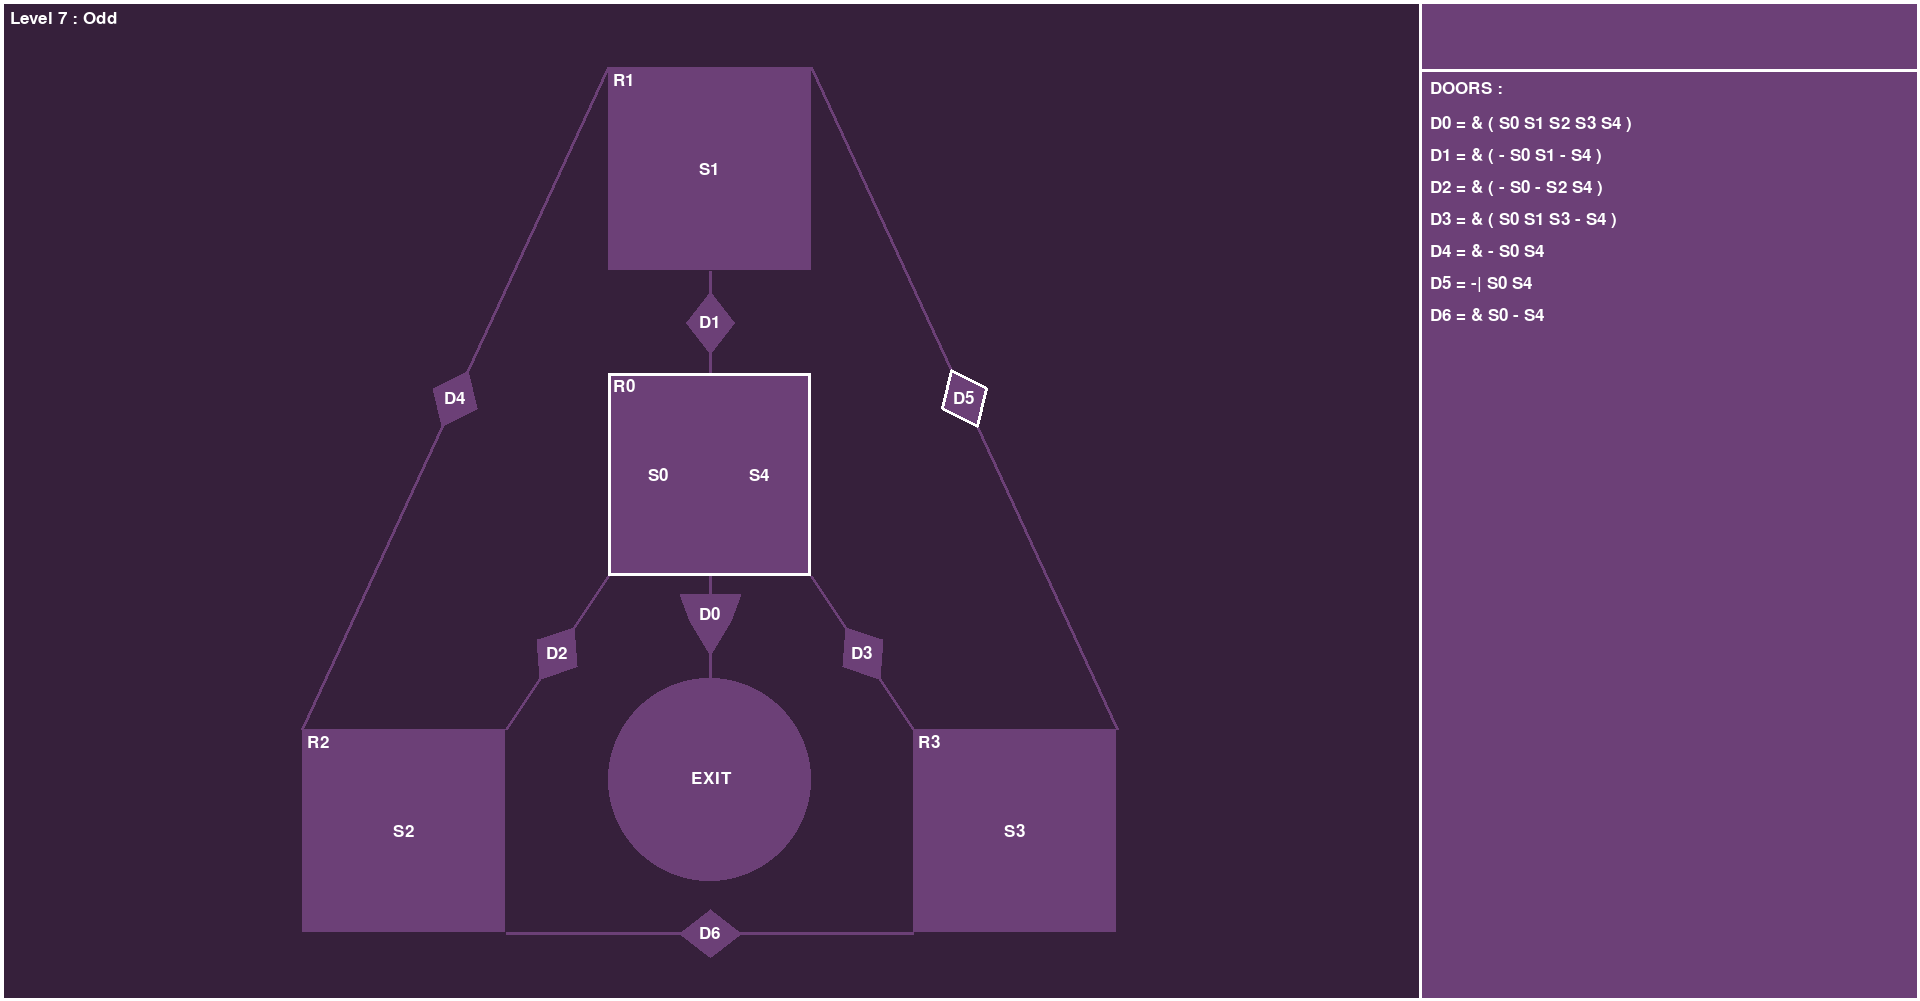 Level 7 : Odd
R1
S1
D1
D4
D5
R0
S0 S4
D0
D2
D3
R2
S2
EXIT
R3
S3
D6
DOORS :
D0 = & ( S0 S1 S2 S3 S4 )
D1 = & ( - S0 S1 - S4 )
D2 = & ( - S0 - S2 S4 )
D3 = & ( S0 S1 S3 - S4 )
D4 = & - S0 S4
D5 = -| S0 S4
D6 = & S0 - S4